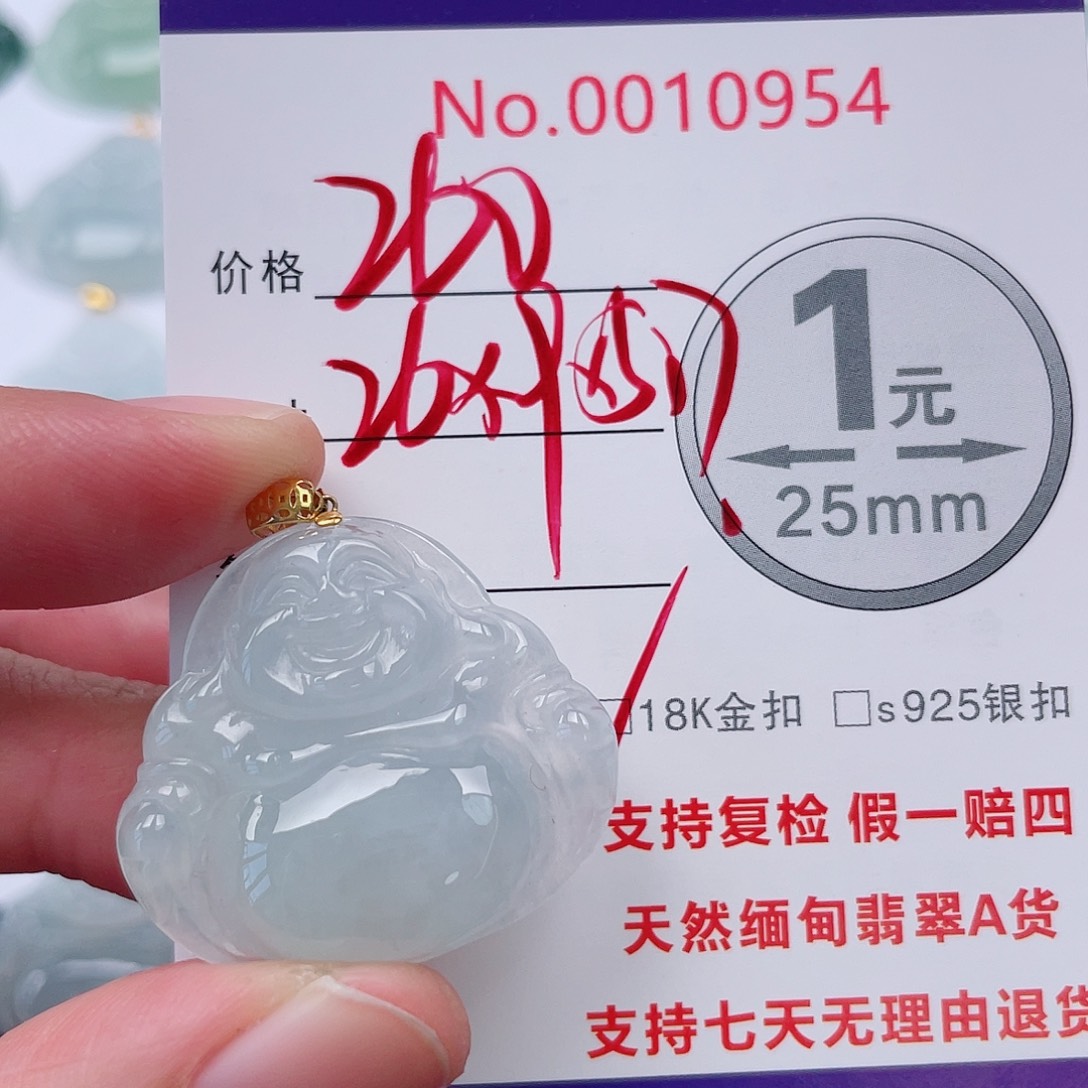 No.0010954
价格 260
1元
25mm
□18K金扣 □s925银扣
支持复检 假一赔四
天然缅甸翡翠A货
支持七天无理由退货